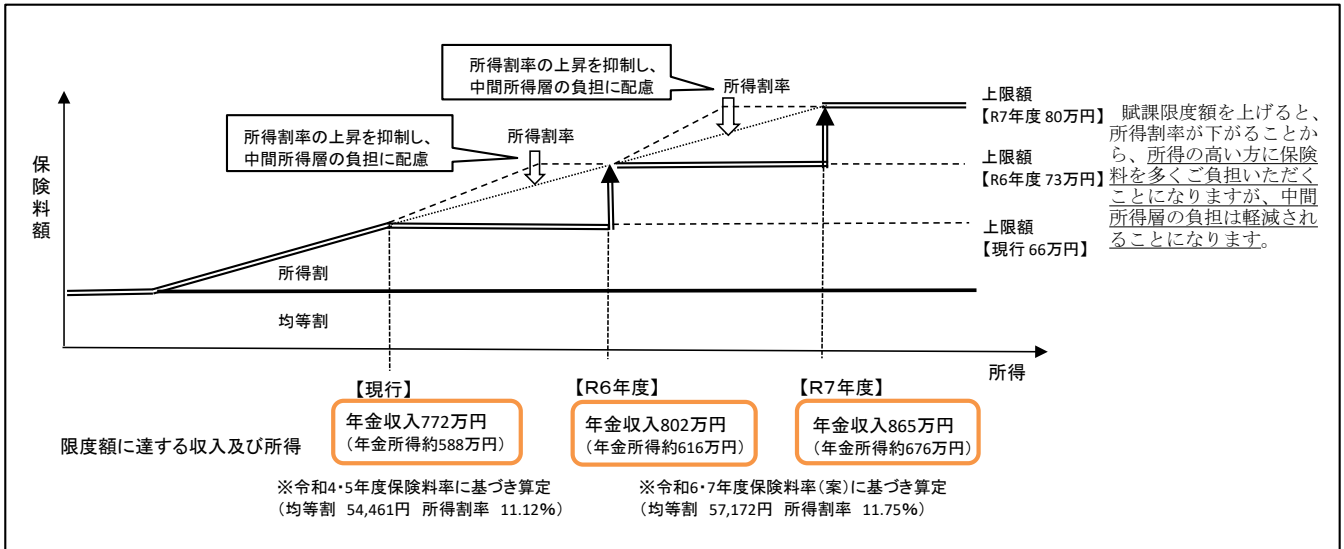 所得割率の上昇を抑制し、
中間所得層の負担に配慮
所得割率
所得割率の上昇を抑制し、
中間所得層の負担に配慮
所得割率
保険料額
上限額
【R7年度 80万円】
上限額
【R6年度 73万円】
上限額
【現行 66万円】
賦課限度額を上げると、
所得割率が下がることか
ら、所得の高い方に保険
料を多くご負担いただく
ことになりますが、中間
所得層の負担は軽減され
ることになります。
所得割
均等割
所得
【現行】
【R6年度】
【R7年度】
限度額に達する収入及び所得
年金収入772万円
（年金所得約588万円）
年金収入802万円
（年金所得約616万円）
年金収入865万円
（年金所得約676万円）
※令和4・5年度保険料率に基づき算定
（均等割 54,461円 所得割率 11.12%）
※令和6・7年度保険料率（案）に基づき算定
（均等割 57,172円 所得割率 11.75%）